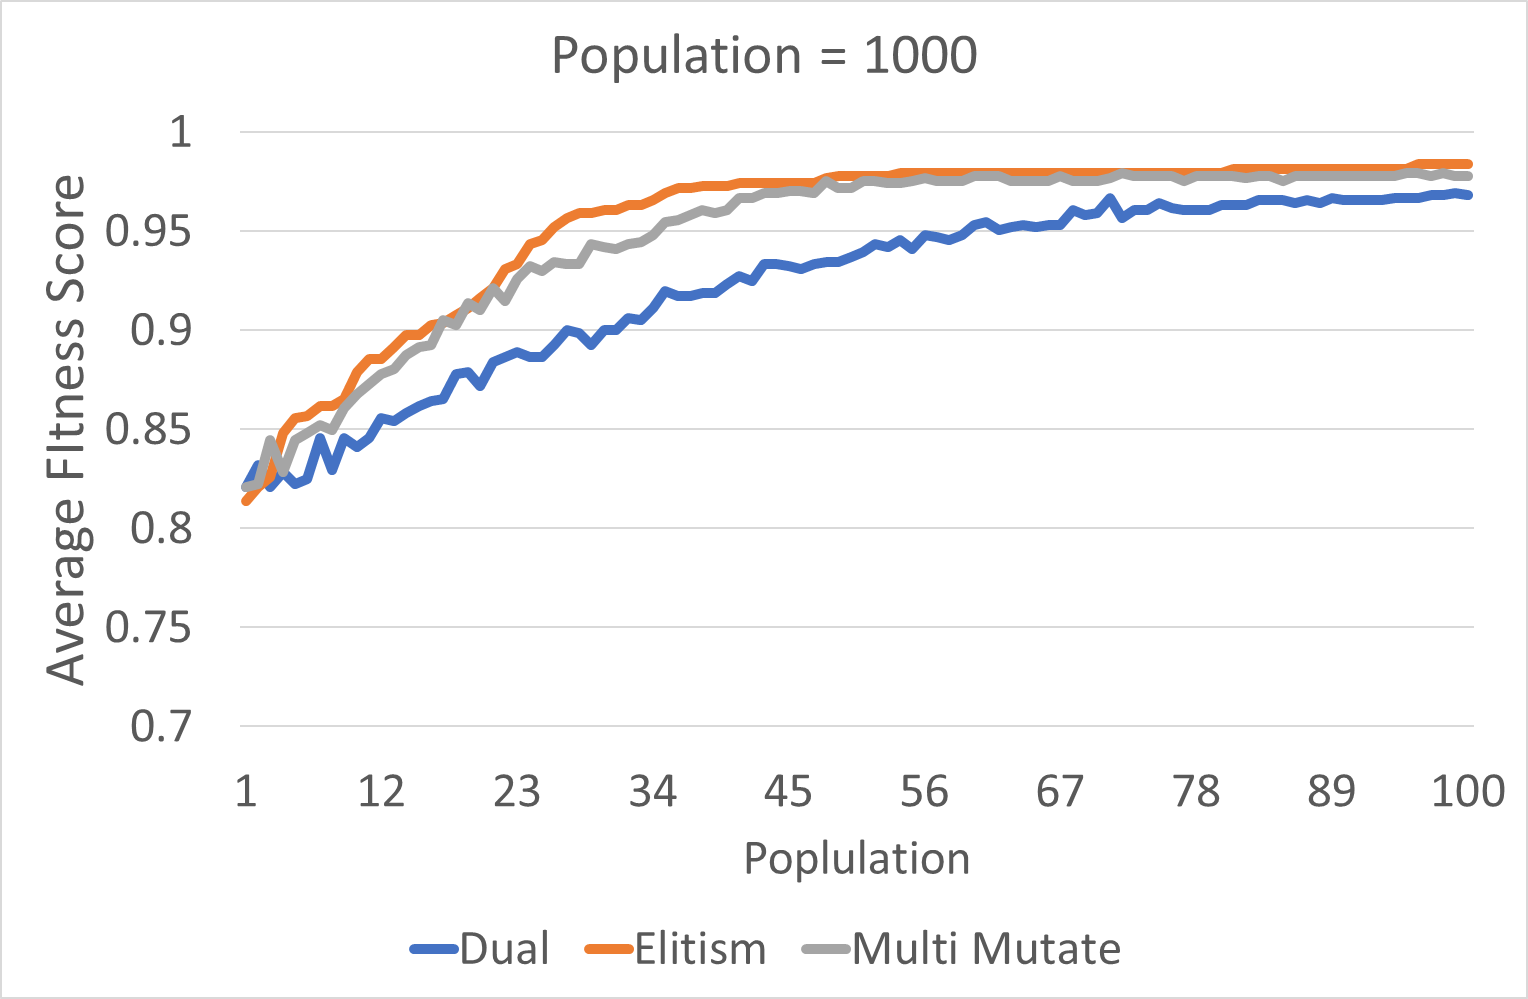 Population = 1000
Average FItness Score
1
0.95
0.9
0.85
0.8
0.75
0.7
1 12 23 34 45 56 67 78 89 100
Poplulation
Dual Elitism Multi Mutate